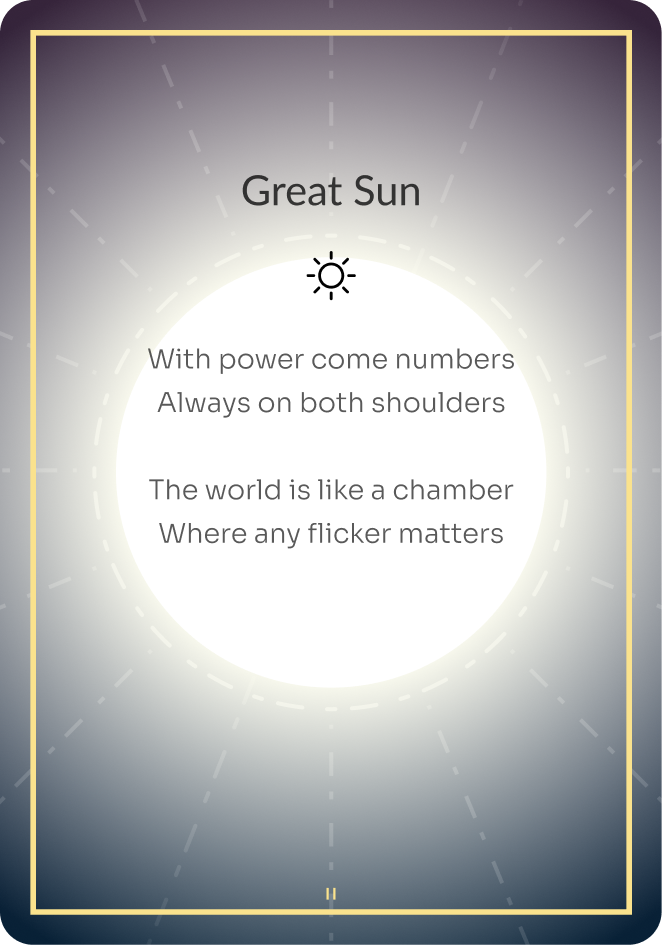 Great Sun
With power come numbers
Always on both shoulders
The world is like a chamber
Where any flicker matters
II